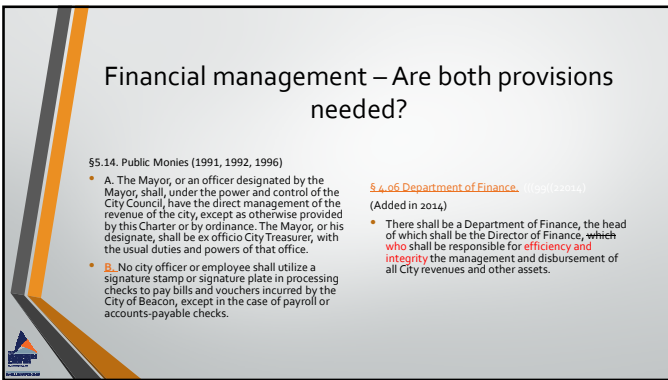 Financial management – Are both provisions
needed?
§5.14. Public Monies (1991, 1992, 1996)
• A. The Mayor, or an officer designated by the
Mayor, shall, under the power and control of the
City Council, have the direct management of the
revenue of the city, except as otherwise provided
by this Charter or by ordinance. The Mayor, or his
designate, shall be ex officio City Treasurer, with
the usual duties and powers of that office.
• B. No city officer or employee shall utilize a
signature stamp or signature plate in processing
checks to pay bills and vouchers incurred by the
City of Beacon, except in the case of payroll or
accounts-payable checks.
§ 4.06 Department of Finance.
(Added in 2014)
• There shall be a Department of Finance, the head
of which shall be the Director of Finance, which
who shall be responsible for efficiency and
integrity the management and disbursement of
all City revenues and other assets.